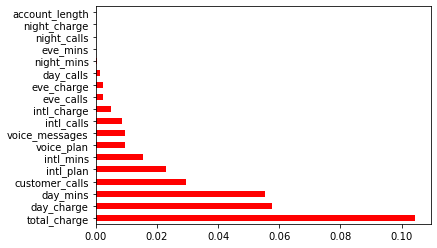 account_length
night_charge
night_calls
eve_mins
night_mins
day_calls
eve_charge
eve_calls
intl_charge
intl_calls
voice_messages
voice_plan
intl_mins
intl_plan
customer_calls
day_mins
day_charge
total_charge
0.00 0.02 0.04 0.06 0.08 0.10